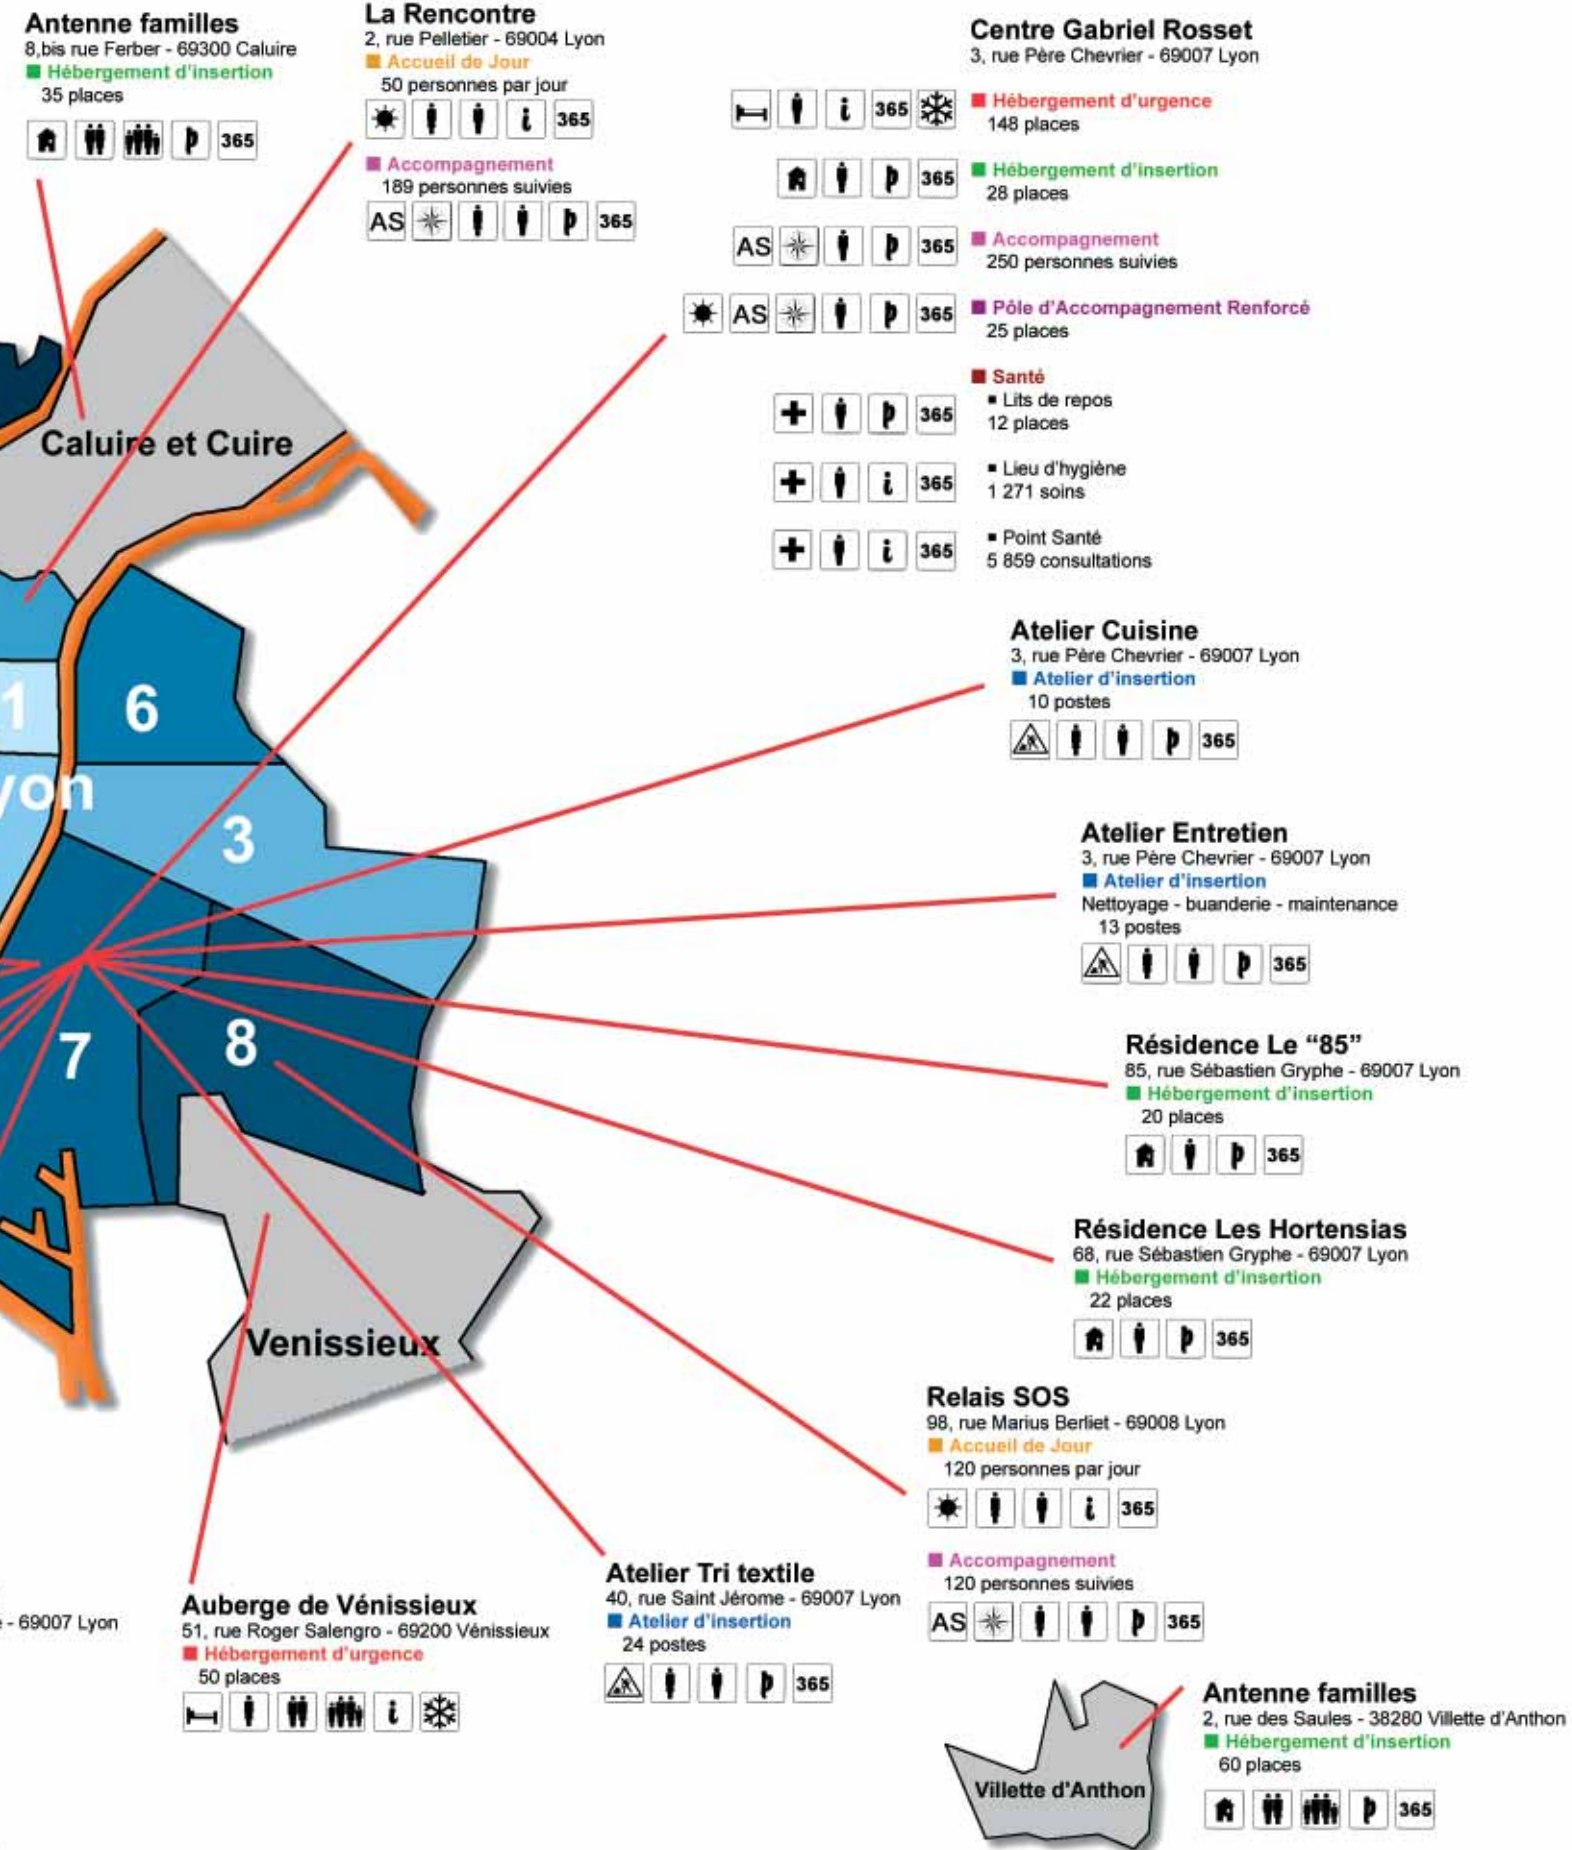 Antenne familles
8,bis rue Ferber - 69300 Caluire
Hébergement d'insertion
35 places
365
La Rencontre
2, rue Pelletier - 69004 Lyon
Accueil de Jour
50 personnes par jour
i 365
Accompagnement
189 personnes suivies
AS 365
Centre Gabriel Rosset
3, rue Père Chevrier - 69007 Lyon
i 365
Hébergement d'urgence
148 places
365
Hébergement d'insertion
28 places
AS 365
Accompagnement
250 personnes suivies
AS 365
Pôle d'Accompagnement Renforcé
25 places
Santé
365
Lits de repos
12 places
i 365
Lieu d'hygiène
1 271 soins
i 365
Point Santé
5 859 consultations
Caluire et Cuire
1
6
yon
3
7
8
Venissieux
Atelier Cuisine
3, rue Père Chevrier - 69007 Lyon
Atelier d'insertion
10 postes
365
Atelier Entretien
3, rue Père Chevrier - 69007 Lyon
Atelier d'insertion
Nettoyage - buanderie - maintenance
13 postes
365
Résidence Le “85”
85, rue Sébastien Gryphe - 69007 Lyon
Hébergement d'insertion
20 places
365
Résidence Les Hortensias
68, rue Sébastien Gryphe - 69007 Lyon
Hébergement d'insertion
22 places
365
Relais SOS
98, rue Marius Berliet - 69008 Lyon
Accueil de Jour
120 personnes par jour
i 365
Accompagnement
120 personnes suivies
AS 365
- 69007 Lyon
Auberge de Vénissieux
51, rue Roger Salengro - 69200 Vénissieux
Hébergement d'urgence
50 places
i
Atelier Tri textile
40, rue Saint Jérome - 69007 Lyon
Atelier d'insertion
24 postes
365
Villette d'Anthon
Antenne familles
2, rue des Saules - 38280 Villette d'Anthon
Hébergement d'insertion
60 places
365